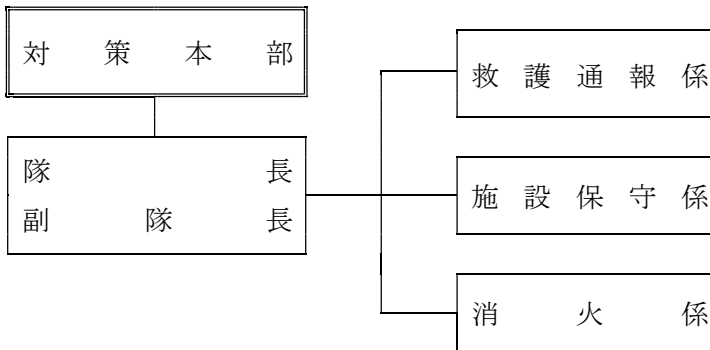 対策本部
隊長
副隊長
救護通報係
施設保守係
消火係